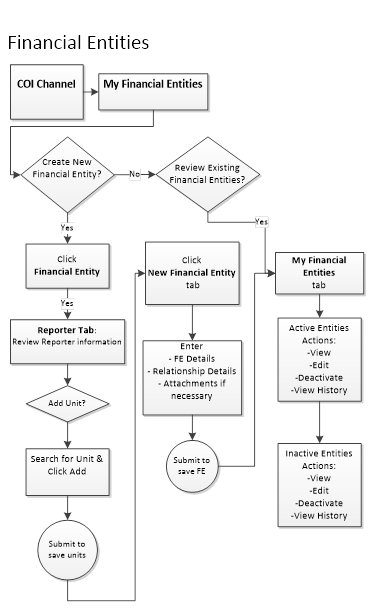 Financial Entities
COI Channel
My Financial Entities
Create New
Financial Entity?
No
Review Existing
Financial Entities?
Yes
Yes
Click
Financial Entity
Click
New Financial Entity
tab
My Financial
Entities
tab
Yes
Reporter Tab:
Review Reporter information
Enter
- FE Details
- Relationship Details
- Attachments if
necessary
Active Entities
Actions:
-View
-Edit
-Deactivate
-View History
Add Unit?
Search for Unit &
Click Add
Submit to
save FE
Inactive Entities
Actions:
-View
-Edit
-Deactivate
-View History
Submit to
save units